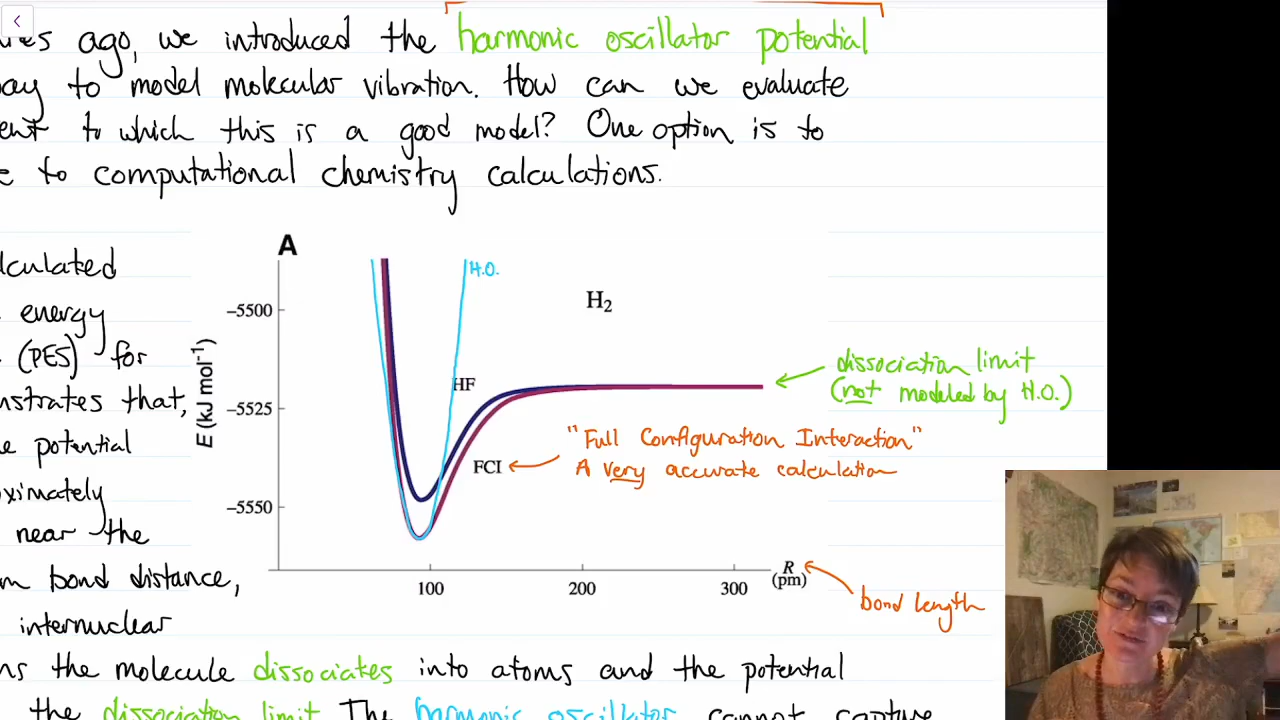 ago, we introduced the harmonic oscillator potential
to model molecular vibration. How can we evaluate
to which this is a good model? One option is to
to computational chemistry calculations.
A
H.O.
H₂
-5500
energy
(PES) for
dissociation limit
(not modeled by H.O.)
HF
that,
-5525
E (kJ mol⁻¹)
potential
"Full Configuration Interaction"
FCI
A very accurate calculation
-5550
near the
bond distance,
R
(pm)
100
200
300
bond length
internuclear
the molecule dissociates into atoms and the potential
the dissociation limit. The harmonic oscillator cannot capture